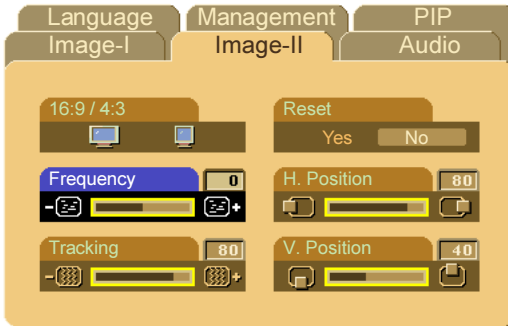 Language Management PIP
Image-I Image-II Audio
16:9 / 4:3
Reset
Yes No
Frequency 0
H. Position 80
- +
Tracking 80
V. Position 40
- +